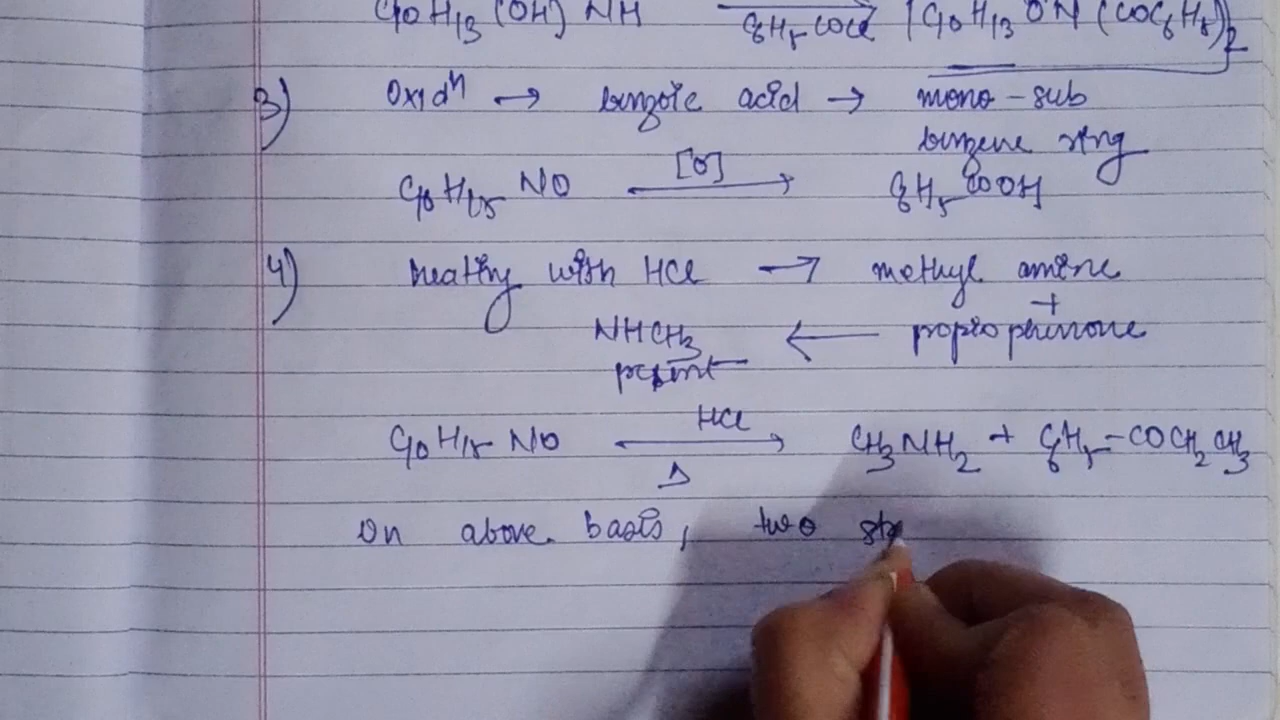 C10H13(OH)NH → C6H5COCl [C10H13ON(COC6H5)2
3) Oxidⁿ → benzoic acid → mono-sub
benzene ring
C10H15NO [O] → C6H5COOH
4) heating with HCl → methyl amine
+
NHCH3 ← propiophenone
present
C10H15NO HCl → Δ CH3NH2 + C6H5-COCH2CH3
On above basis, two st